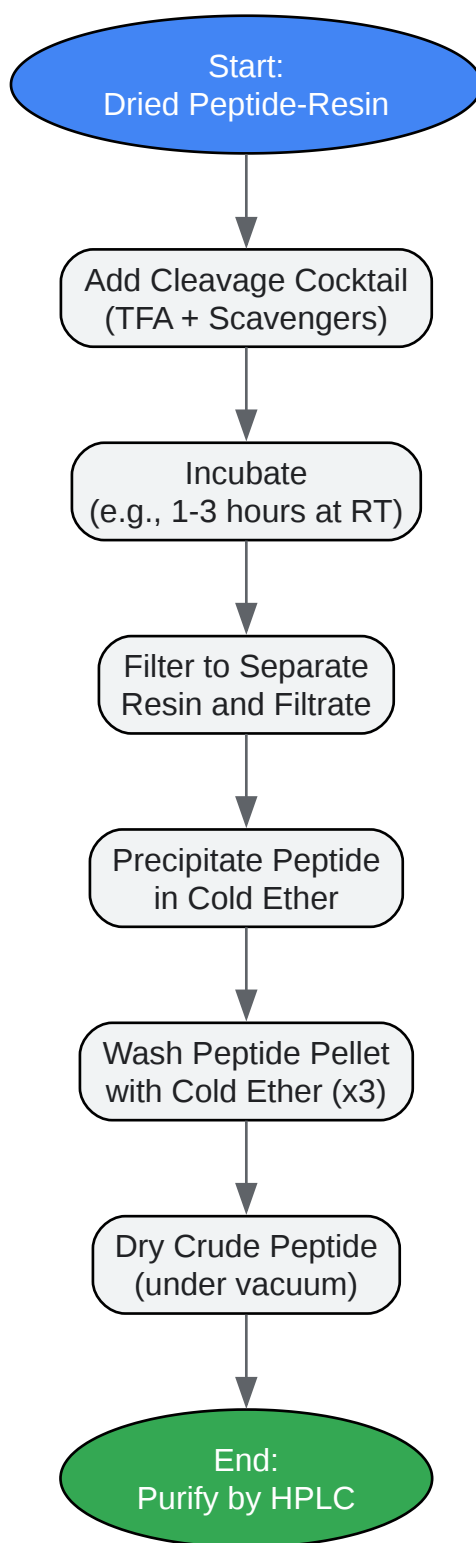 Start:
Dried Peptide-Resin
Add Cleavage Cocktail
(TFA + Scavengers)
Incubate
(e.g., 1-3 hours at RT)
Filter to Separate
Resin and Filtrate
Precipitate Peptide
in Cold Ether
Wash Peptide Pellet
with Cold Ether (x3)
Dry Crude Peptide
(under vacuum)
End:
Purify by HPLC